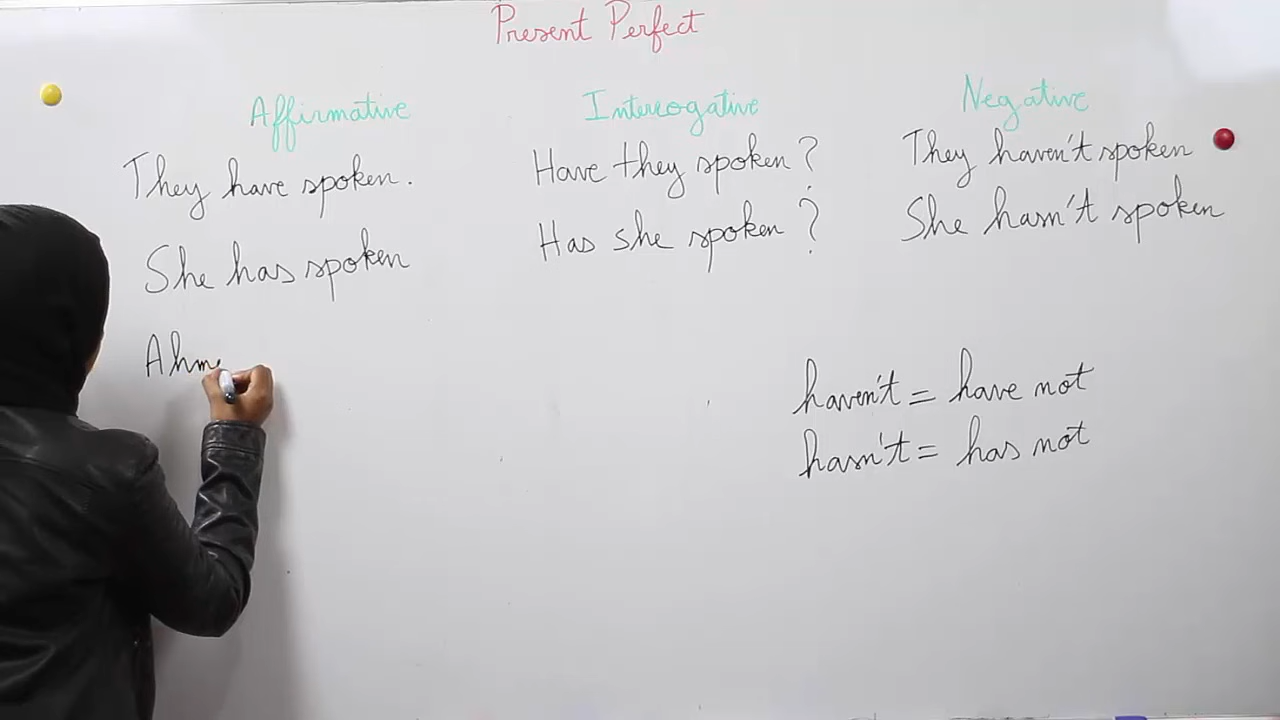 Present Perfect
Affirmative
They have spoken.
She has spoken
Ahme
Interrogative
Have they spoken?
Has she spoken?
Negative
They haven't spoken
She hasn't spoken
haven't = have not
hasn't = has not